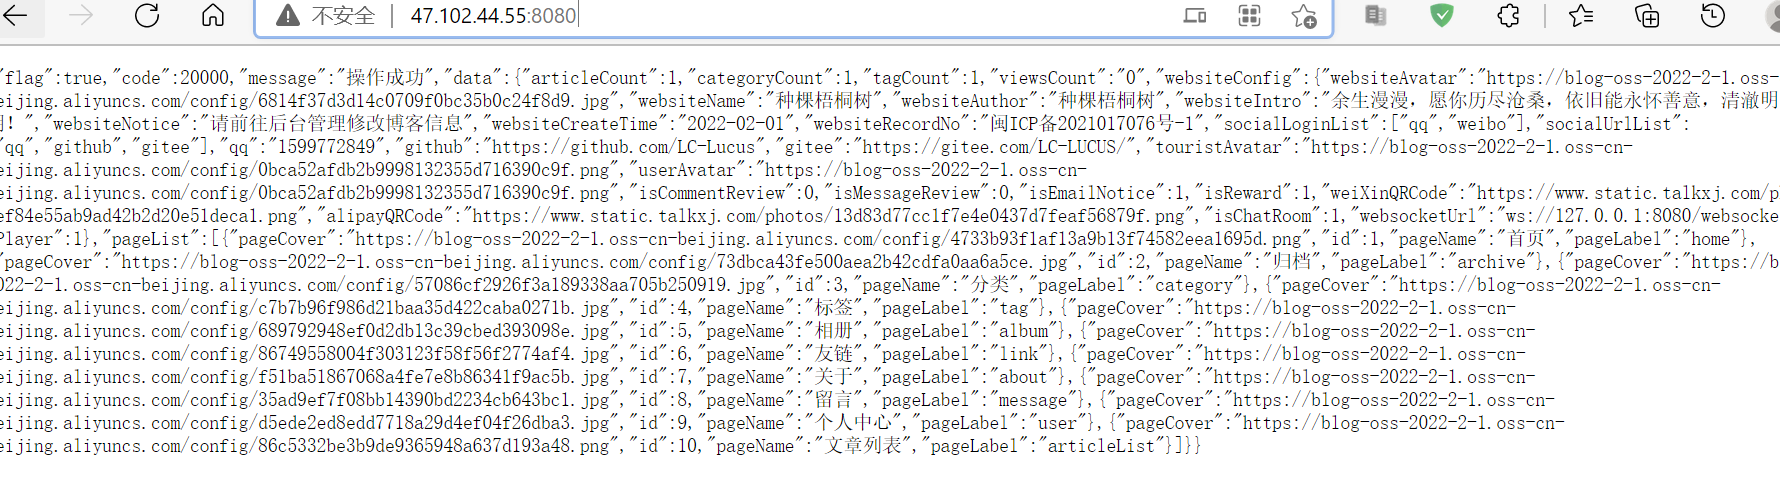 不安全 | 47.102.44.55:8080
"flag":true,"code":20000,"message":"操作成功","data":{"articleCount":1,"categoryCount":1,"tagCount":1,"viewsCount":"0","websiteConfig":{"websiteAvatar":"https://blog-oss-2022-2-1.oss-
eijing.aliyuncs.com/config/6814f37d3d14c0709f0bc35b0c24f8d9.jpg","websiteName":"种棵梧桐树","websiteAuthor":"种棵梧桐树","websiteIntro":"余生漫漫，愿你历尽沧桑，依旧能永怀善意，清澈明
！","websiteNotice":"请前往后台管理修改博客信息","websiteCreateTime":"2022-02-01","websiteRecordNo":"闽ICP备2021017076号-1","socialLoginList":["qq","weibo"],"socialUrlList":
"qq","github","gitee"],"qq":"1599772849","github":"https://github.com/LC-Lucus","gitee":"https://gitee.com/LC-LUCUS/","touristAvatar":"https://blog-oss-2022-2-1.oss-cn-
eijing.aliyuncs.com/config/0bca52afdb2b9998132355d716390c9f.png","userAvatar":"https://blog-oss-2022-2-1.oss-cn-
eijing.aliyuncs.com/config/0bca52afdb2b9998132355d716390c9f.png","isCommentReview":0,"isMessageReview":0,"isEmailNotice":1,"isReward":1,"weiXinQRCode":"https://www.static.talkxj.com/p
ef84e55ab9ad42b2d20e51deca1.png","alipayQRCode":"https://www.static.talkxj.com/photos/13d83d77cc1f7e4e0437d7feaf56879f.png","isChatRoom":1,"websocketUrl":"ws://127.0.0.1:8080/websocke
Player":1},"pageList":[{"pageCover":"https://blog-oss-2022-2-1.oss-cn-beijing.aliyuncs.com/config/4733b93f1af13a9b13f74582eea1695d.png","id":1,"pageName":"首页","pageLabel":"home"},
"pageCover":"https://blog-oss-2022-2-1.oss-cn-beijing.aliyuncs.com/config/73dbca43fe500aea2b42cdfa0aa6a5ce.jpg","id":2,"pageName":"归档","pageLabel":"archive"},{"pageCover":"https://b
022-2-1.oss-cn-beijing.aliyuncs.com/config/57086cf2926f3a189338aa705b250919.jpg","id":3,"pageName":"分类","pageLabel":"category"},{"pageCover":"https://blog-oss-2022-2-1.oss-cn-
eijing.aliyuncs.com/config/c7b7b96f986d21baa35d422caba0271b.jpg","id":4,"pageName":"标签","pageLabel":"tag"},{"pageCover":"https://blog-oss-2022-2-1.oss-cn-
eijing.aliyuncs.com/config/689792948ef0d2db13c39cbed393098e.jpg","id":5,"pageName":"相册","pageLabel":"album"},{"pageCover":"https://blog-oss-2022-2-1.oss-cn-
eijing.aliyuncs.com/config/86749558004f303123f58f56f2774af4.jpg","id":6,"pageName":"友链","pageLabel":"link"},{"pageCover":"https://blog-oss-2022-2-1.oss-cn-
eijing.aliyuncs.com/config/f51ba51867068a4fe7e8b86341f9ac5b.jpg","id":7,"pageName":"关于","pageLabel":"about"},{"pageCover":"https://blog-oss-2022-2-1.oss-cn-
eijing.aliyuncs.com/config/35ad9ef7f08bb14390bd2234cb643bc1.jpg","id":8,"pageName":"留言","pageLabel":"message"},{"pageCover":"https://blog-oss-2022-2-1.oss-cn-
eijing.aliyuncs.com/config/d5ede2ed8edd7718a29d4ef04f26dba3.jpg","id":9,"pageName":"个人中心","pageLabel":"user"},{"pageCover":"https://blog-oss-2022-2-1.oss-cn-
eijing.aliyuncs.com/config/86c5332be3b9de9365948a637d193a48.png","id":10,"pageName":"文章列表","pageLabel":"articleList"}]}}